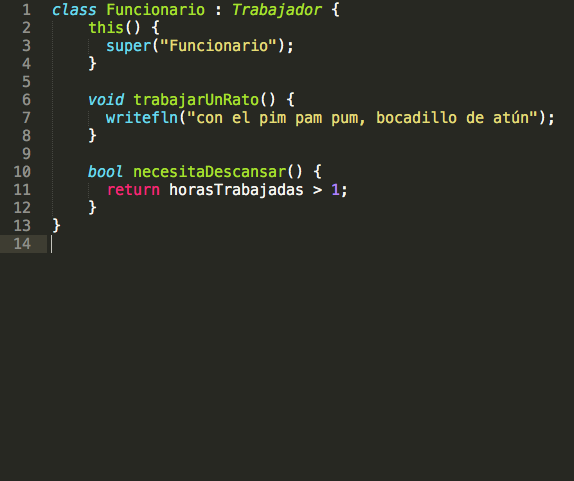 1 class Funcionario : Trabajador {
2     this() {
3       super("Funcionario");
4     }
5
6     void trabajarUnRato() {
7       writefln("con el pim pam pum, bocadillo de atún");
8     }
9
10     bool necesitaDescansar() {
11       return horasTrabajadas > 1;
12     }
13 }
14